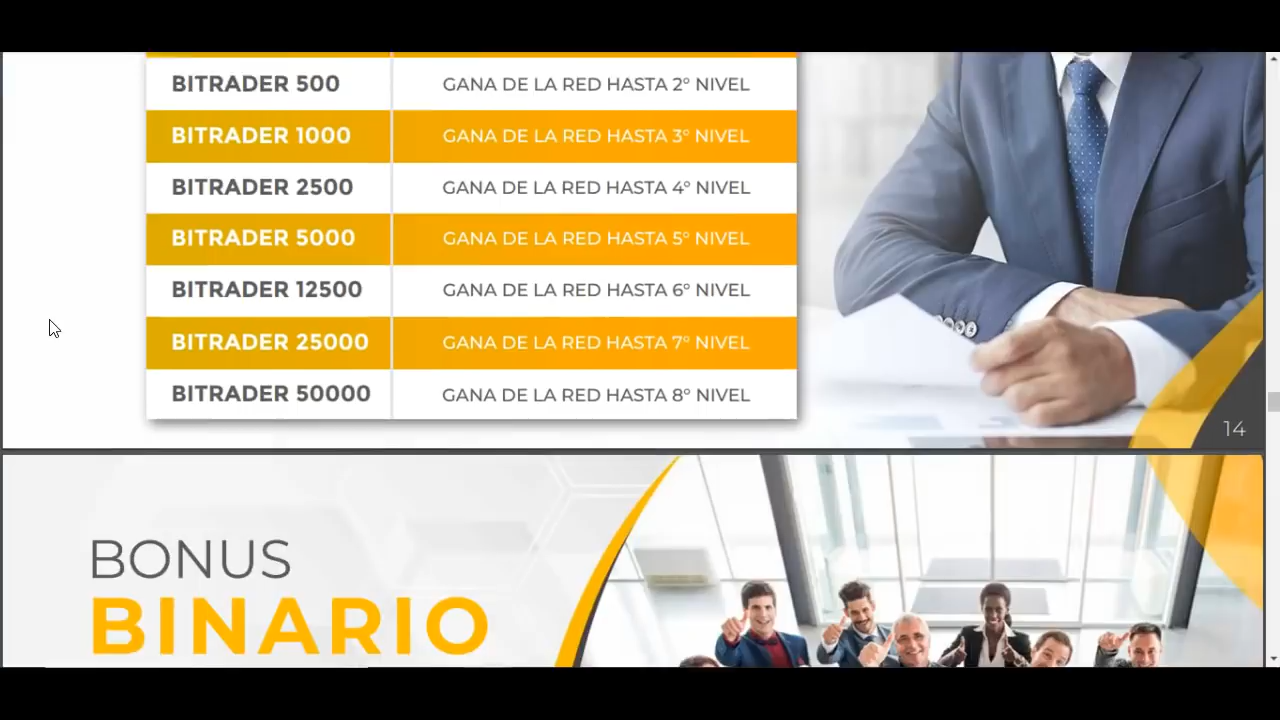 BITRADER 500 GANA DE LA RED HASTA 2º NIVEL
BITRADER 1000 GANA DE LA RED HASTA 3º NIVEL
BITRADER 2500 GANA DE LA RED HASTA 4º NIVEL
BITRADER 5000 GANA DE LA RED HASTA 5º NIVEL
BITRADER 12500 GANA DE LA RED HASTA 6º NIVEL
BITRADER 25000 GANA DE LA RED HASTA 7º NIVEL
BITRADER 50000 GANA DE LA RED HASTA 8º NIVEL
14
BONUS
BINARIO